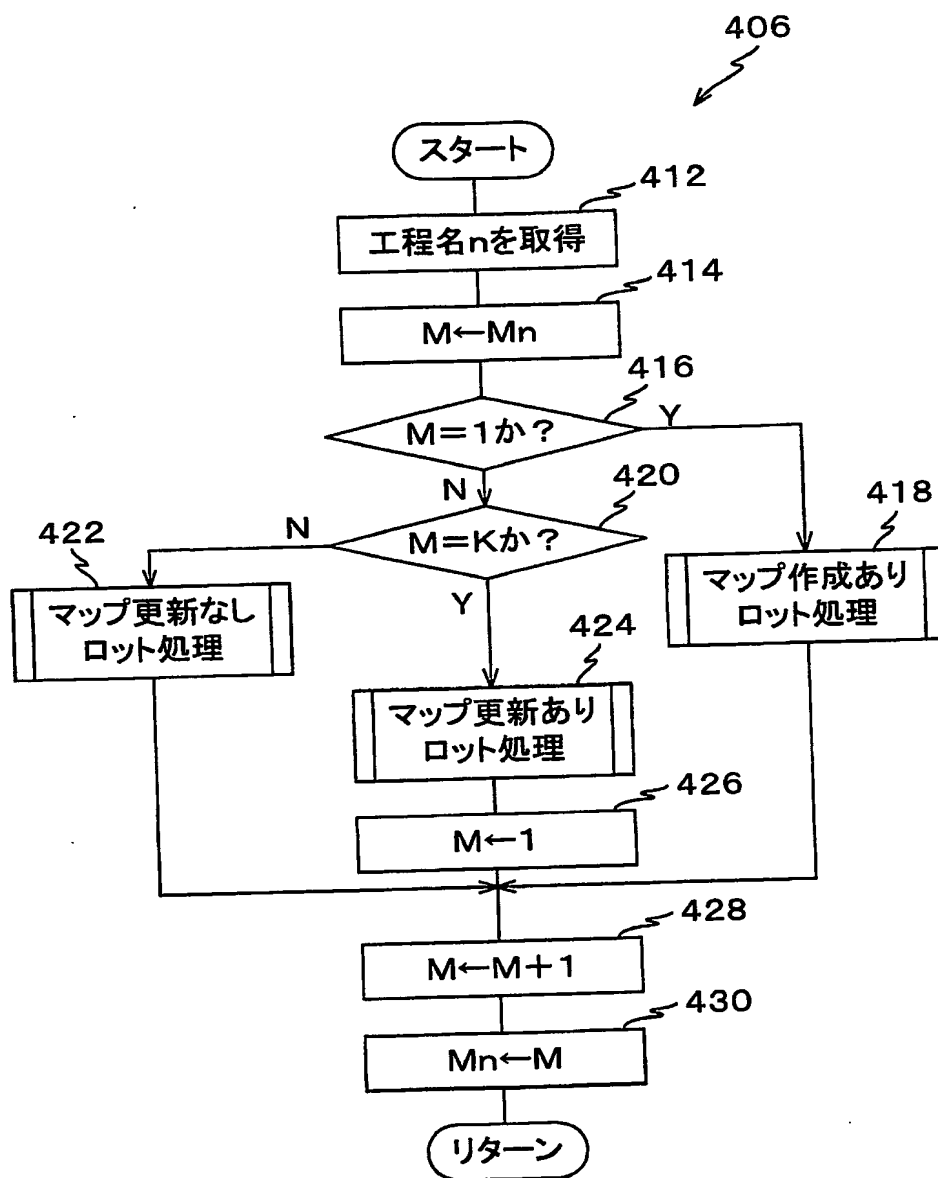 406
スタート
412
工程名nを取得
414
M←Mn
416
M=1か?
Y
N
420
418
422
N
M=Kか?
マップ作成あり
ロット処理
マップ更新なし
ロット処理
Y
424
マップ更新あり
ロット処理
426
M←1
428
M←M+1
430
Mn←M
リターン